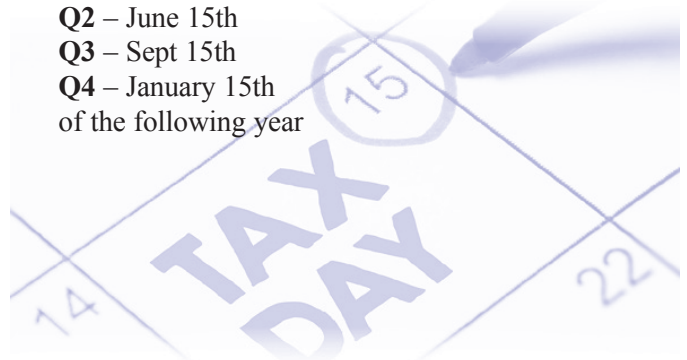 Q2 – June 15th
Q3 – Sept 15th
Q4 – January 15th
of the following year
15
TAX
DAY
14
22